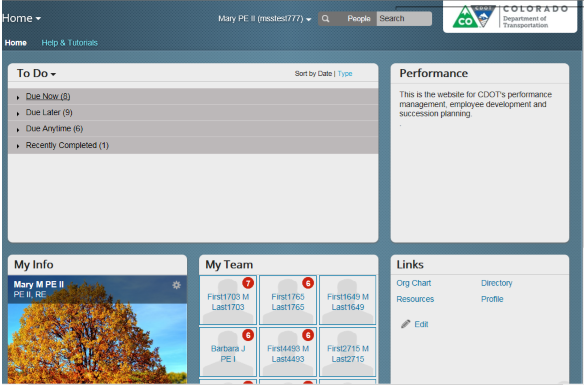 Home
Mary PE II (msstest777)
People
Search
COLORADO
Department of
Transportation
CO
CDOT
Home
Help & Tutorials
To Do
Sort by Date | Type
Due Now (8)
Due Later (9)
Due Anytime (6)
Recently Completed (1)
Performance
This is the website for CDOT's performance
management, employee development and
succession planning.
.
My Info
Mary M PE II
PE II, RE
My Team
7
First1703 M
Last1703
6
First1765
Last1765
First1649 M
Last1649
6
Barbara J
PE I
6
First4493 M
Last4493
First2715 M
Last2715
Links
Org Chart
Directory
Resources
Profile
Edit